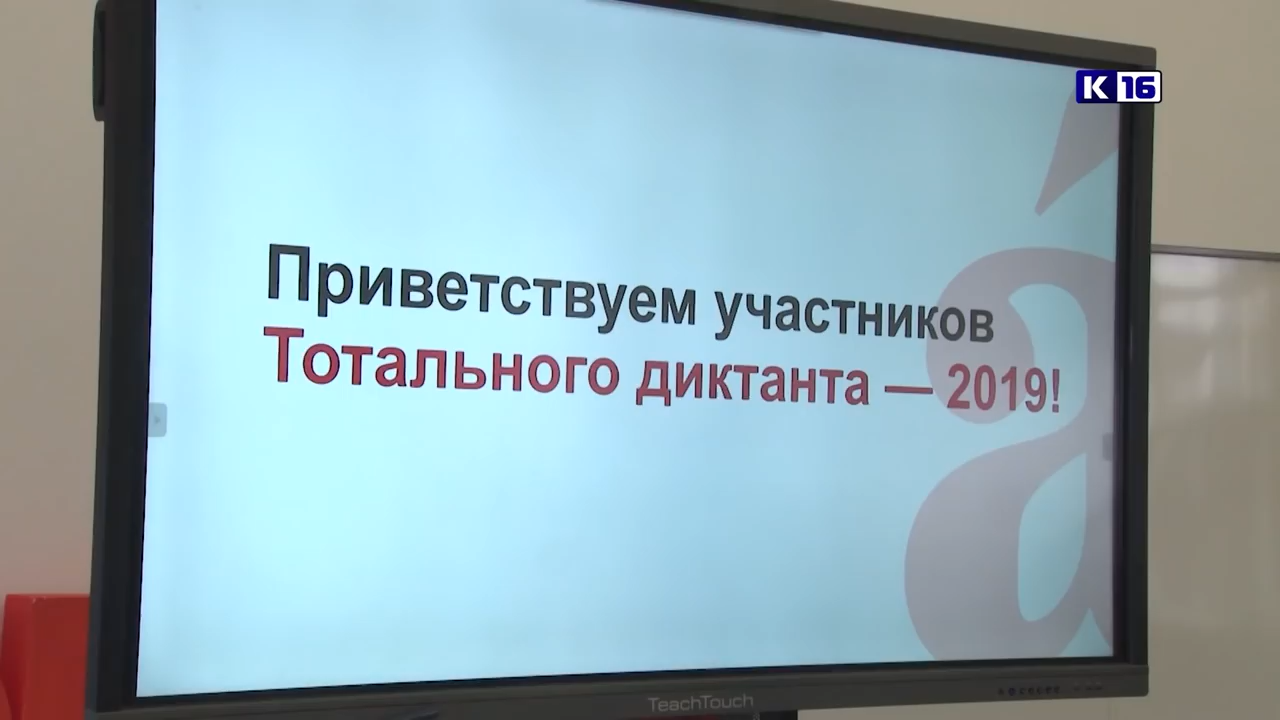 К 16
Приветствуем участников
Тотального диктанта — 2019!
á
TeachTouch